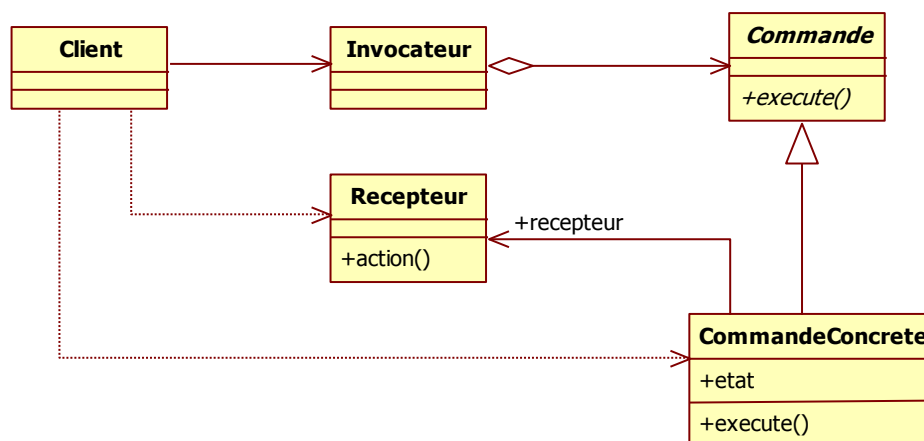 Client
Invocateur
Commande
+execute()
Recepteur
+action()
+recepteur
CommandeConcrete
+etat
+execute()